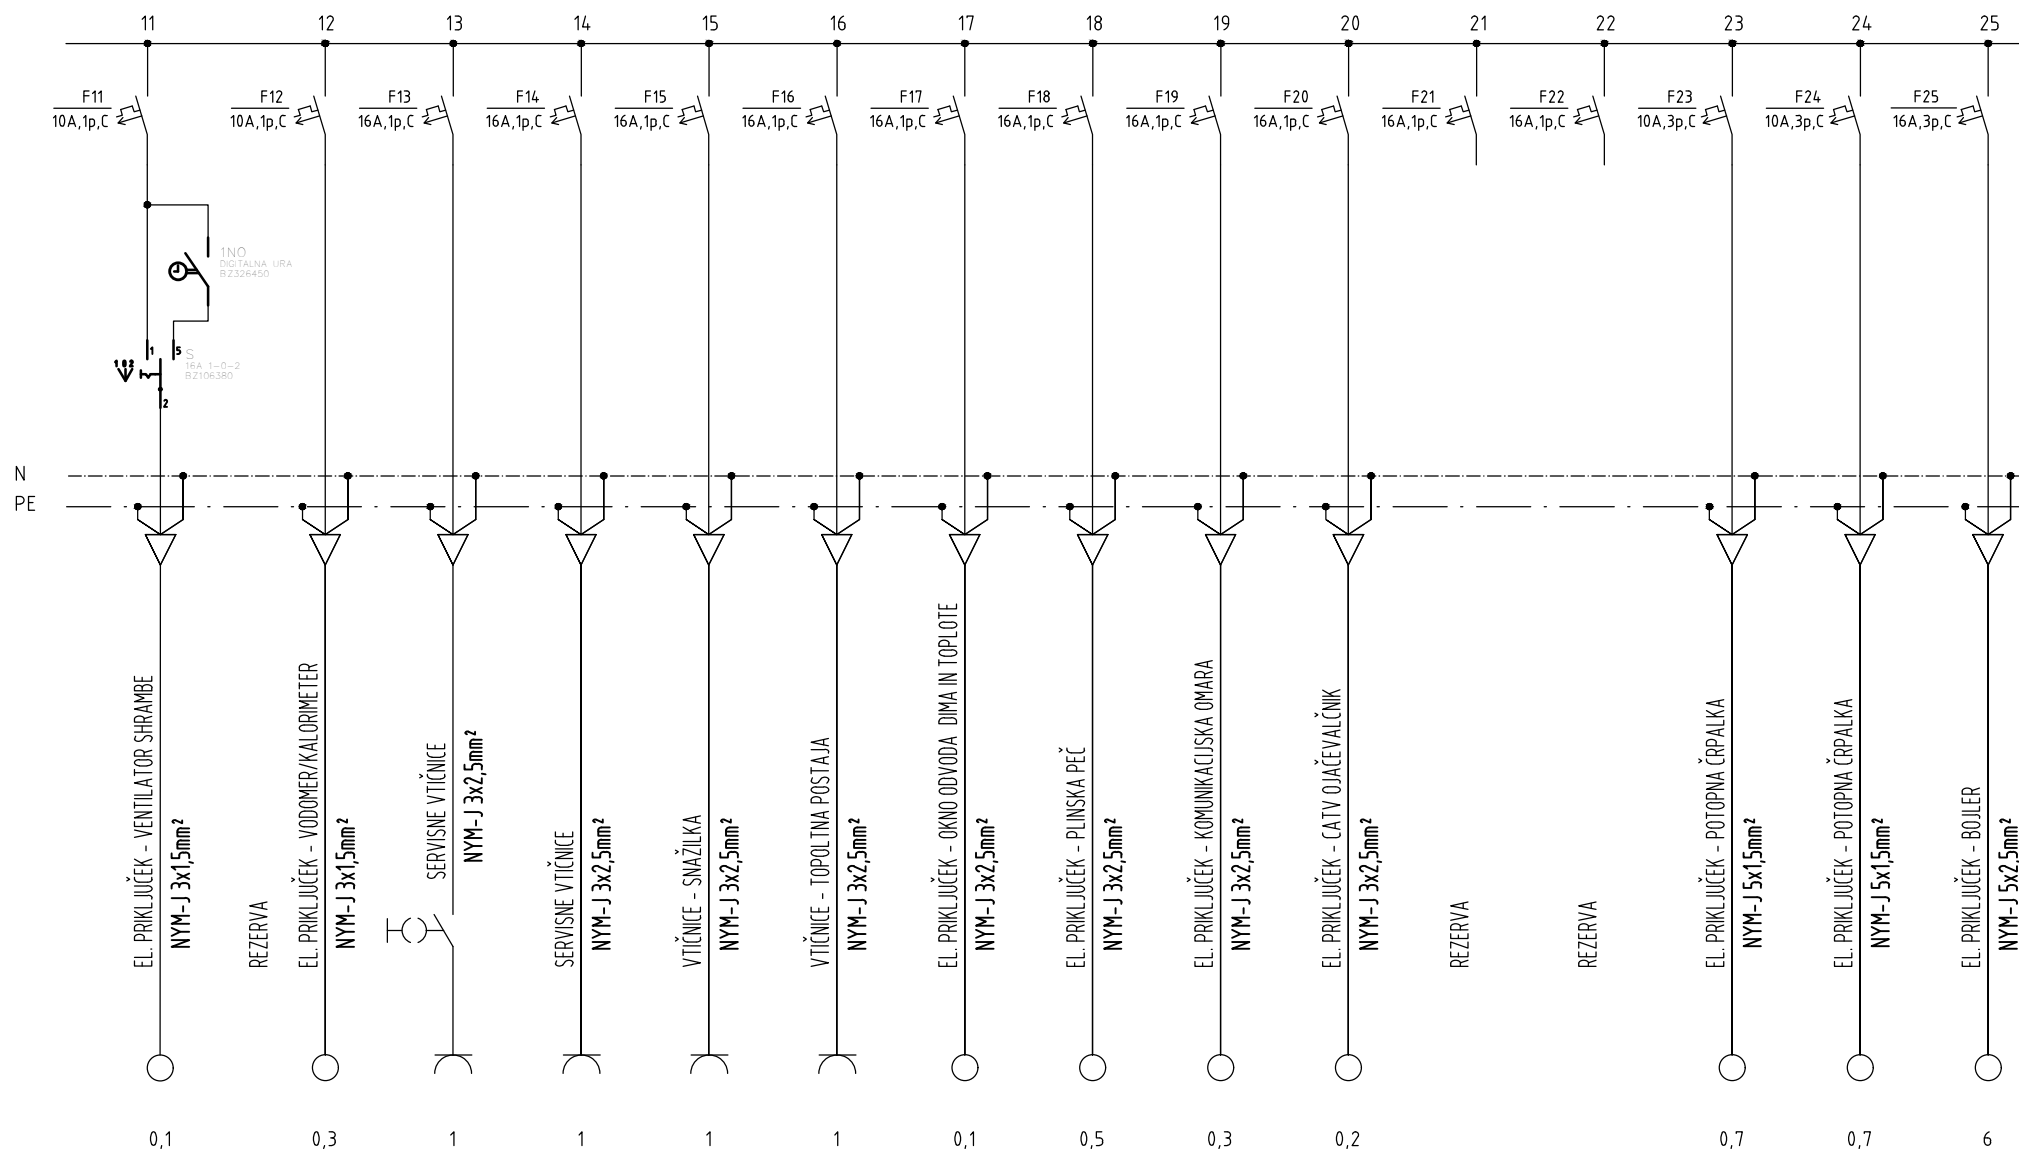 11 12 13 14 15 16 17 18 19 20 21 22 23 24 25
F11 F12 F13 F14 F15 F16 F17 F18 F19 F20 F21 F22 F23 F24 F25
10A,1p,C 10A,1p,C 16A,1p,C 16A,1p,C 16A,1p,C 16A,1p,C 16A,1p,C 16A,1p,C 16A,1p,C 16A,1p,C 16A,1p,C 16A,1p,C 10A,3p,C 10A,3p,C 16A,3p,C
1NO
DIGITALNA URA
BZ326450
1 5
S
16A 1-0-2
BZ106380
1 0 2
2
N
PE
EL. PRIKLJUČEK - VENTILATOR SHRAMBE
NYM-J 3x1,5mm²
REZERVA
EL. PRIKLJUČEK - VODOMER/KALORIMETER
NYM-J 3x1,5mm²
SERVISNE VTIČNICE
NYM-J 3x2,5mm²
SERVISNE VTIČNICE
NYM-J 3x2,5mm²
VTIČNICE - SNAŽILKA
NYM-J 3x2,5mm²
VTIČNICE - TOPOLTNA POSTAJA
NYM-J 3x2,5mm²
EL. PRIKLJUČEK - OKNO ODVODA DIMA IN TOPLOTE
NYM-J 3x2,5mm²
EL. PRIKLJUČEK - PLINSKA PEČ
NYM-J 3x2,5mm²
EL. PRIKLJUČEK - KOMUNIKACIJSKA OMARA
NYM-J 3x2,5mm²
EL. PRIKLJUČEK - CATV OJAČEVALČNIK
NYM-J 3x2,5mm²
REZERVA
REZERVA
EL. PRIKLJUČEK - POTOPNA ČRPALKA
NYM-J 5x1,5mm²
EL. PRIKLJUČEK - POTOPNA ČRPALKA
NYM-J 5x1,5mm²
EL. PRIKLJUČEK - BOJLER
NYM-J 5x2,5mm²
0,1 0,3 1 1 1 1 0,1 0,5 0,3 0,2 0,7 0,7 6